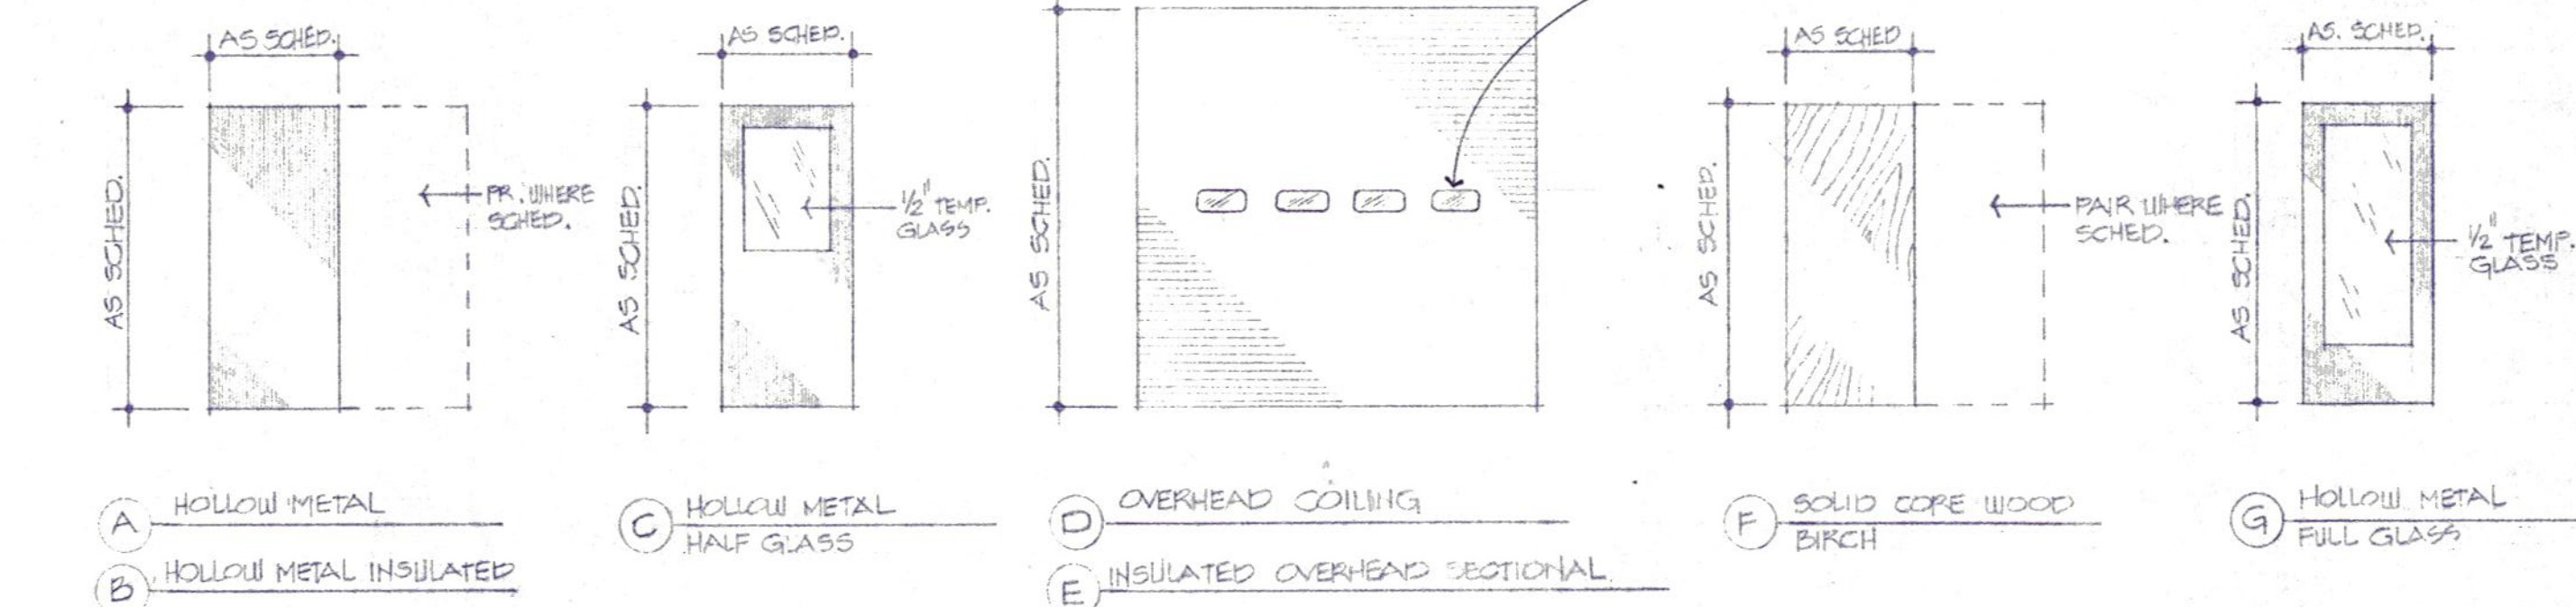 AS SCHED.
AS SCHED.
PR. WHERE
SCHED.
A
HOLLOW METAL
B
HOLLOW METAL INSULATED
AS SCHED.
AS SCHED.
1/2" TEMP.
GLASS
C
HOLLOW METAL
HALF GLASS
AS SCHED.
D
OVERHEAD COILING
E
INSULATED OVERHEAD SECTIONAL
AS SCHED
AS SCHED.
PAIR WHERE
SCHED.
F
SOLID CORE WOOD
BIRCH
AS. SCHED.
AS SCHED.
1/2" TEMP.
GLASS
G
HOLLOW METAL
FULL GLASS